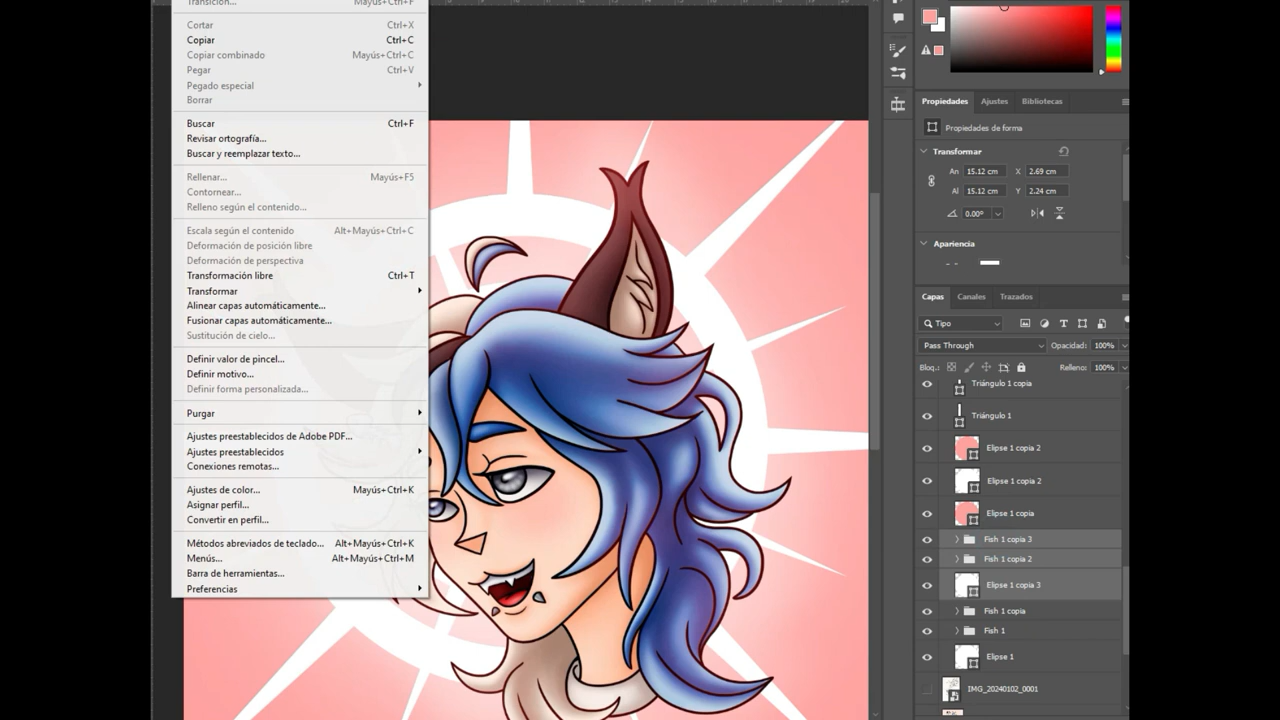 Transición... Mayús+Ctrl+F
Cortar Ctrl+X
Copiar Ctrl+C
Copiar combinado Mayús+Ctrl+C
Pegar Ctrl+V
Pegado especial
Borrar
Buscar Ctrl+F
Revisar ortografía...
Buscar y reemplazar texto...
Rellenar... Mayús+F5
Contornear...
Relleno según el contenido...
Escala según el contenido Alt+Mayús+Ctrl+C
Deformación de posición libre
Deformación de perspectiva
Transformación libre Ctrl+T
Transformar
Alinear capas automáticamente...
Fusionar capas automáticamente...
Sustitución de cielo...
Definir valor de pincel...
Definir motivo...
Definir forma personalizada...
Purgar
Ajustes preestablecidos de Adobe PDF...
Ajustes preestablecidos
Conexiones remotas...
Ajustes de color... Mayús+Ctrl+K
Asignar perfil...
Convertir en perfil...
Métodos abreviados de teclado... Alt+Mayús+Ctrl+K
Menús... Alt+Mayús+Ctrl+M
Barra de herramientas...
Preferencias
Propiedades Ajustes Bibliotecas
Propiedades de forma
Transformar
An 15.12 cm X 2.69 cm
Al 15.12 cm Y 2.24 cm
0.00°
Apariencia
Capas Canales Trazados
Tipo
Pass Through Opacidad: 100%
Bloq.: Relleno: 100%
Triángulo 1 copia
Triángulo 1
Elipse 1 copia 2
Elipse 1 copia 2
Elipse 1 copia
Fish 1 copia 3
Fish 1 copia 2
Elipse 1 copia 3
Fish 1 copia
Fish 1
Elipse 1
IMG_20240102_0001